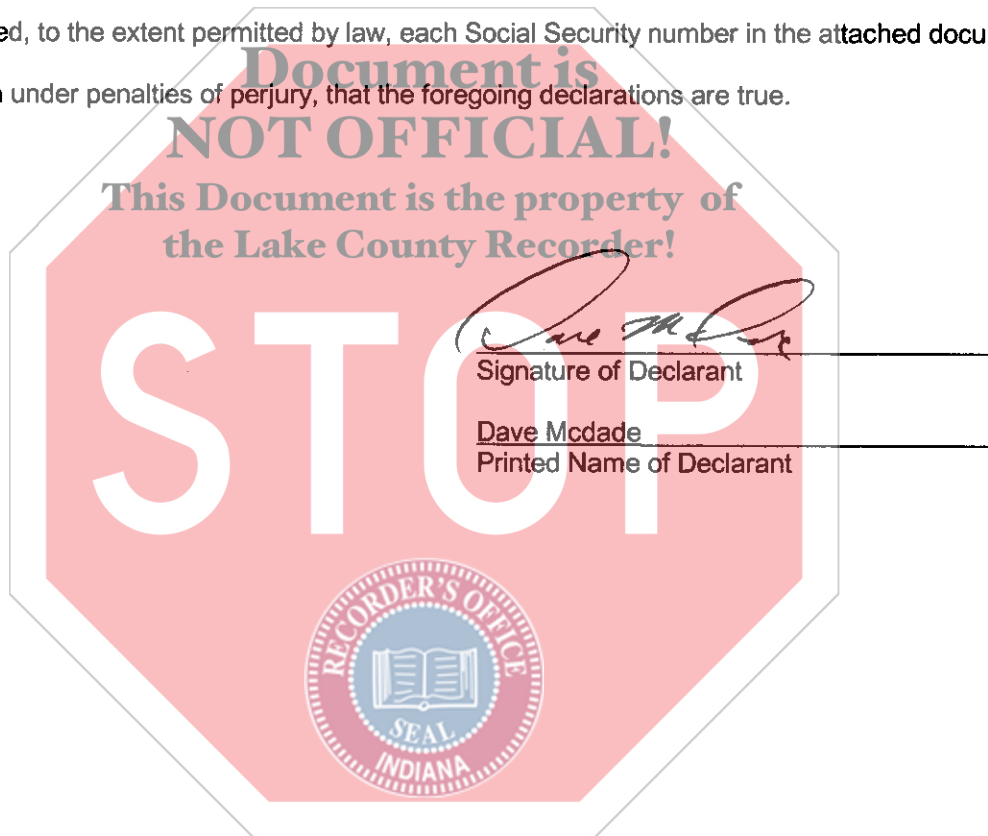 ed, to the extent permitted by law, each Social Security number in the attached docu
under penalties of perjury, that the foregoing declarations are true.
Document is
NOT OFFICIAL!
This Document is the property of
the Lake County Recorder!
STOP
Signature of Declarant
Dave Mcdade
Printed Name of Declarant
RECORDER'S OFFICE
SEAL
INDIANA